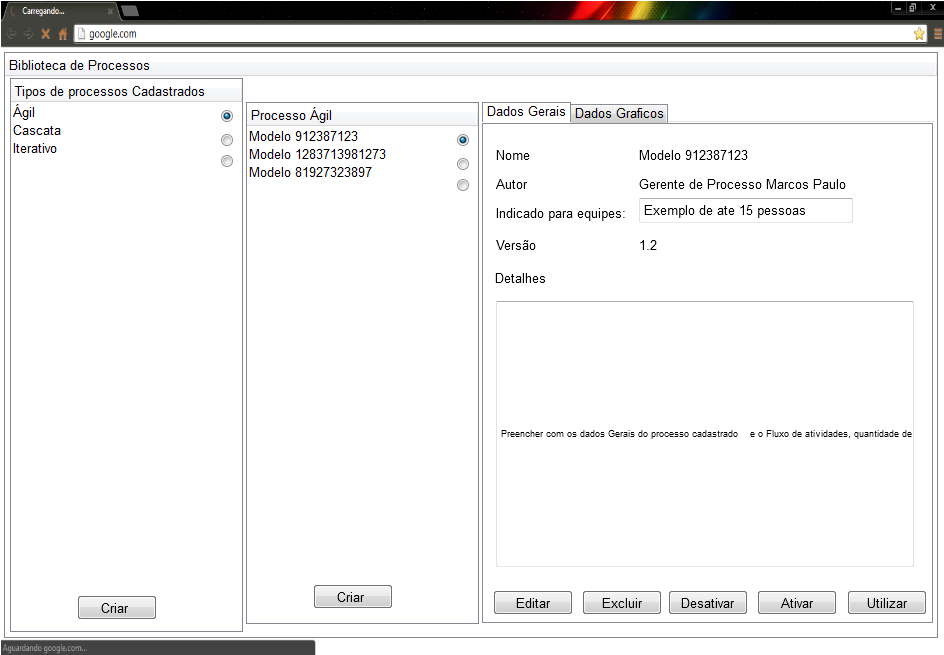 Carregando...
google.com
Biblioteca de Processos
Tipos de processos Cadastrados
Ágil
Cascata
Iterativo
Criar
Processo Ágil
Modelo 912387123
Modelo 1283713981273
Modelo 81927323897
Criar
Dados Gerais
Dados Graficos
Nome
Modelo 912387123
Autor
Gerente de Processo Marcos Paulo
Indicado para equipes:
Exemplo de ate 15 pessoas
Versão
1.2
Detalhes
Preencher com os dados Gerais do processo cadastrado e o Fluxo de atividades, quantidade de
Editar
Excluir
Desativar
Ativar
Utilizar
Aguardando google.com...